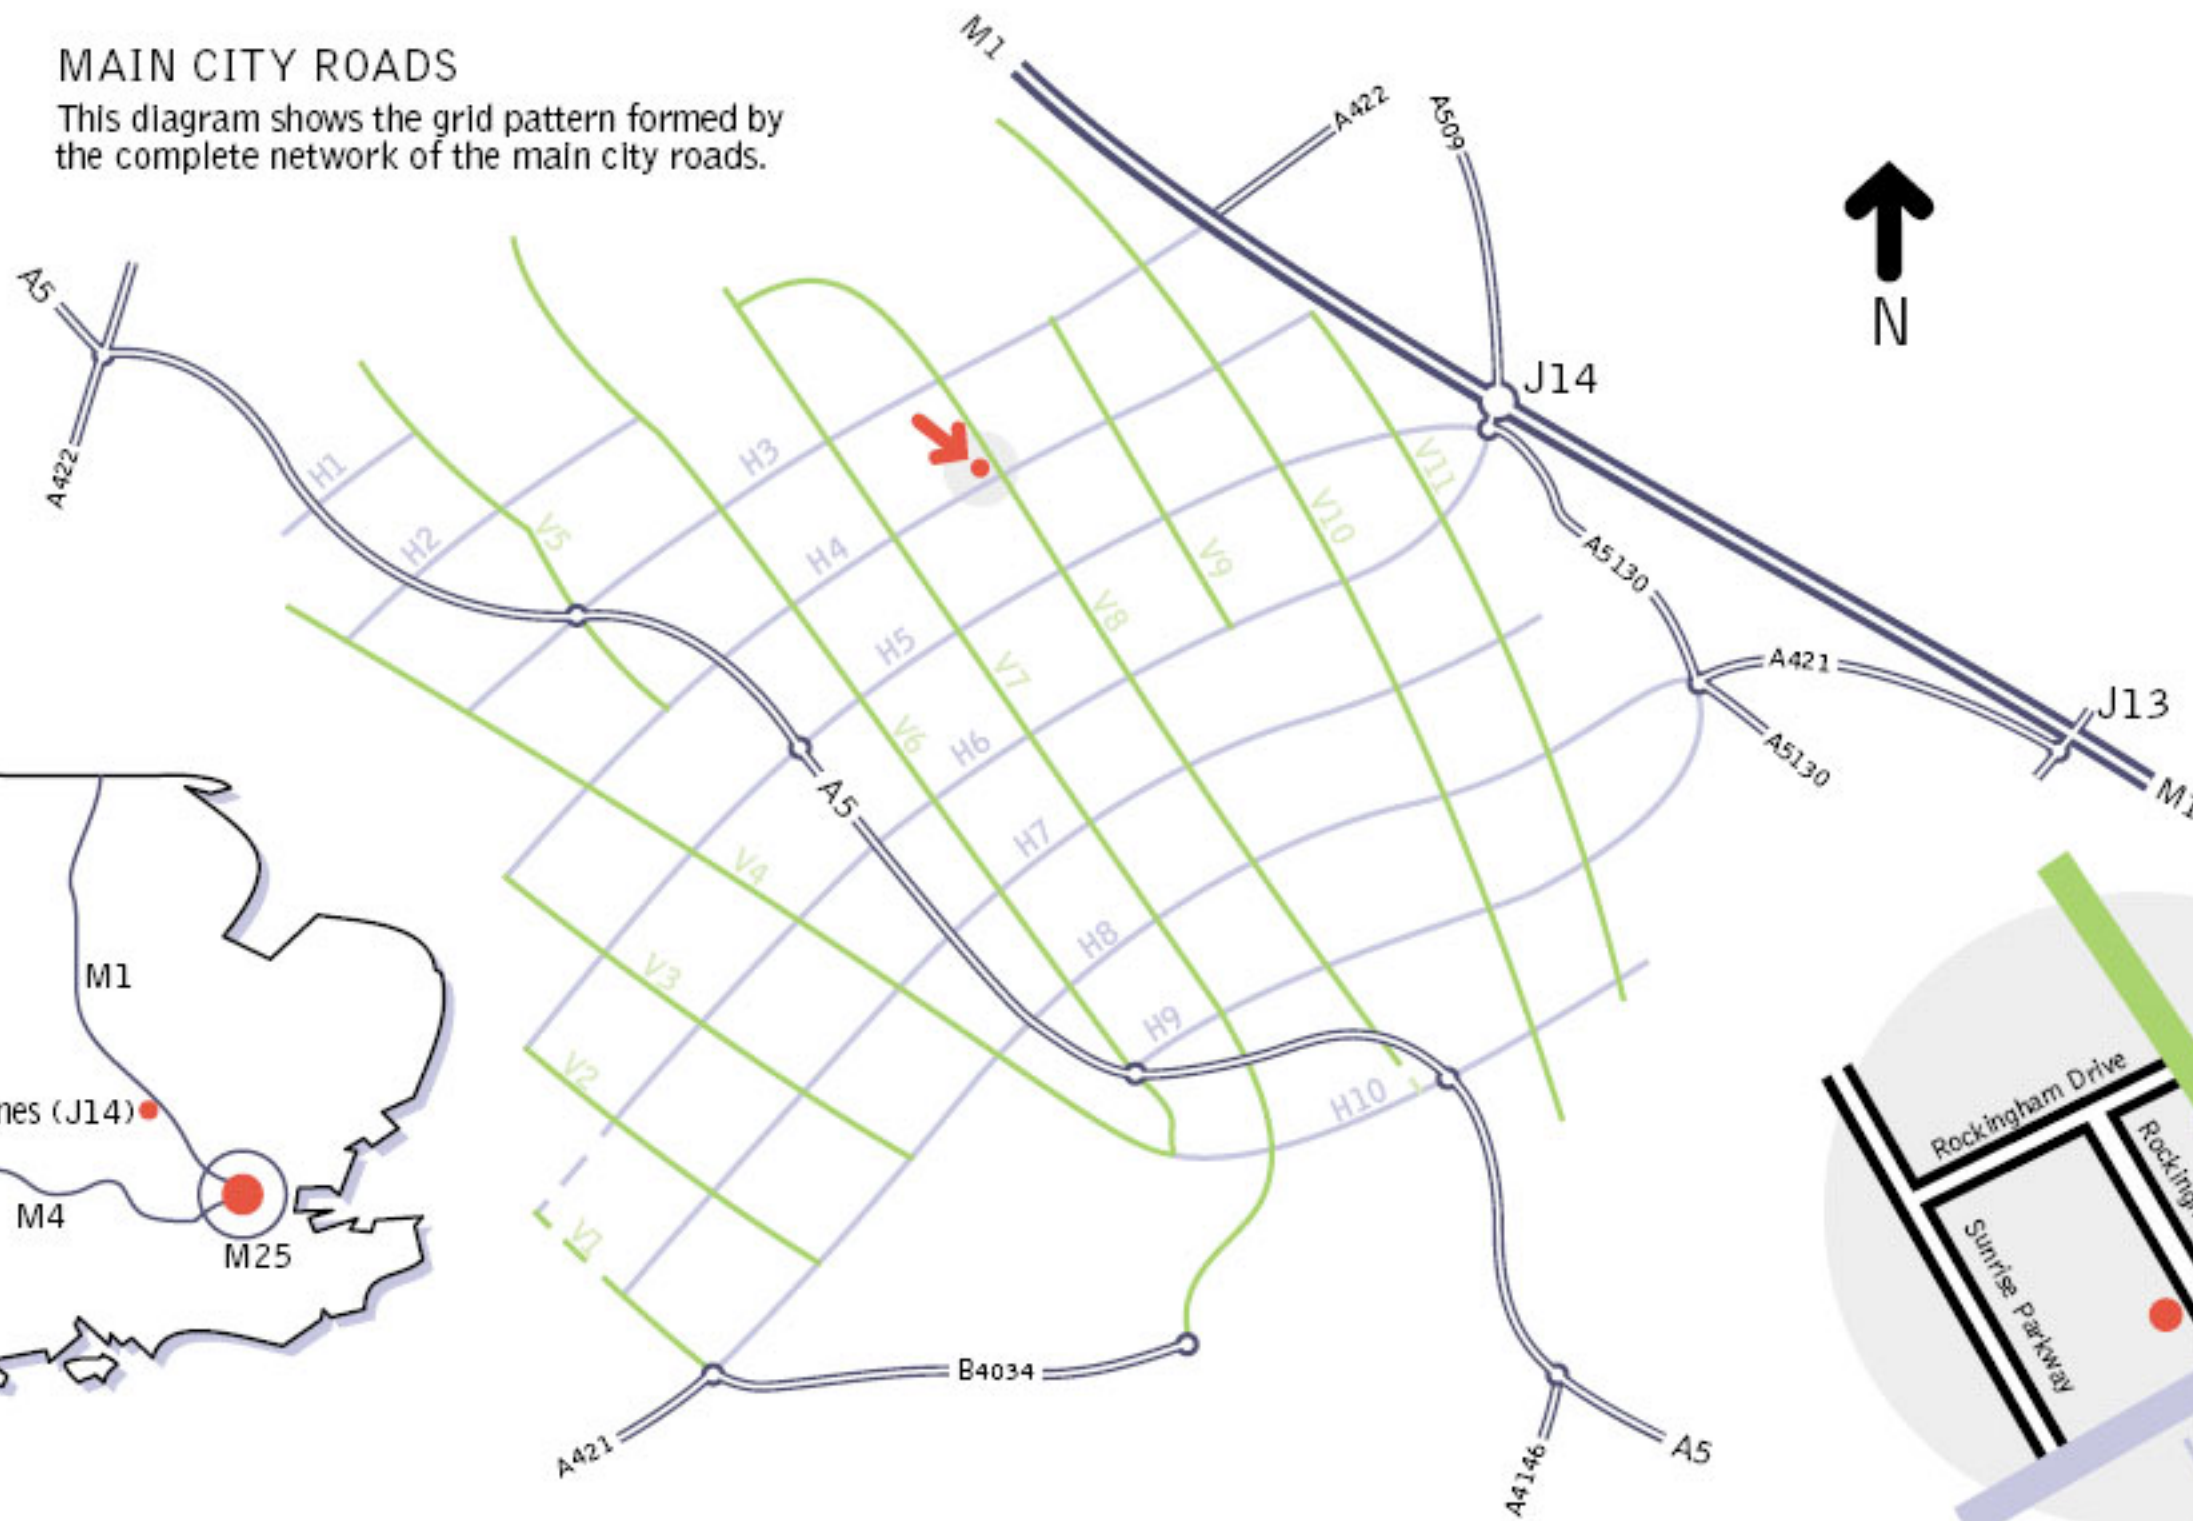 MAIN CITY ROADS
This diagram shows the grid pattern formed by
the complete network of the main city roads.
M1
A422
A509
N
J14
A5
A422
H1
H2
V5
H3
H4
H5
V6
H6
V7
V8
V9
V10
V11
A5130
A421
J13
A5130
M1
A5
V4
H7
H8
V3
V2
H9
H10
V1
B4034
A421
A4146
A5
M1
nes (J14)
M4
M25
Rockingham Drive
Rocking
Sunrise Parkway